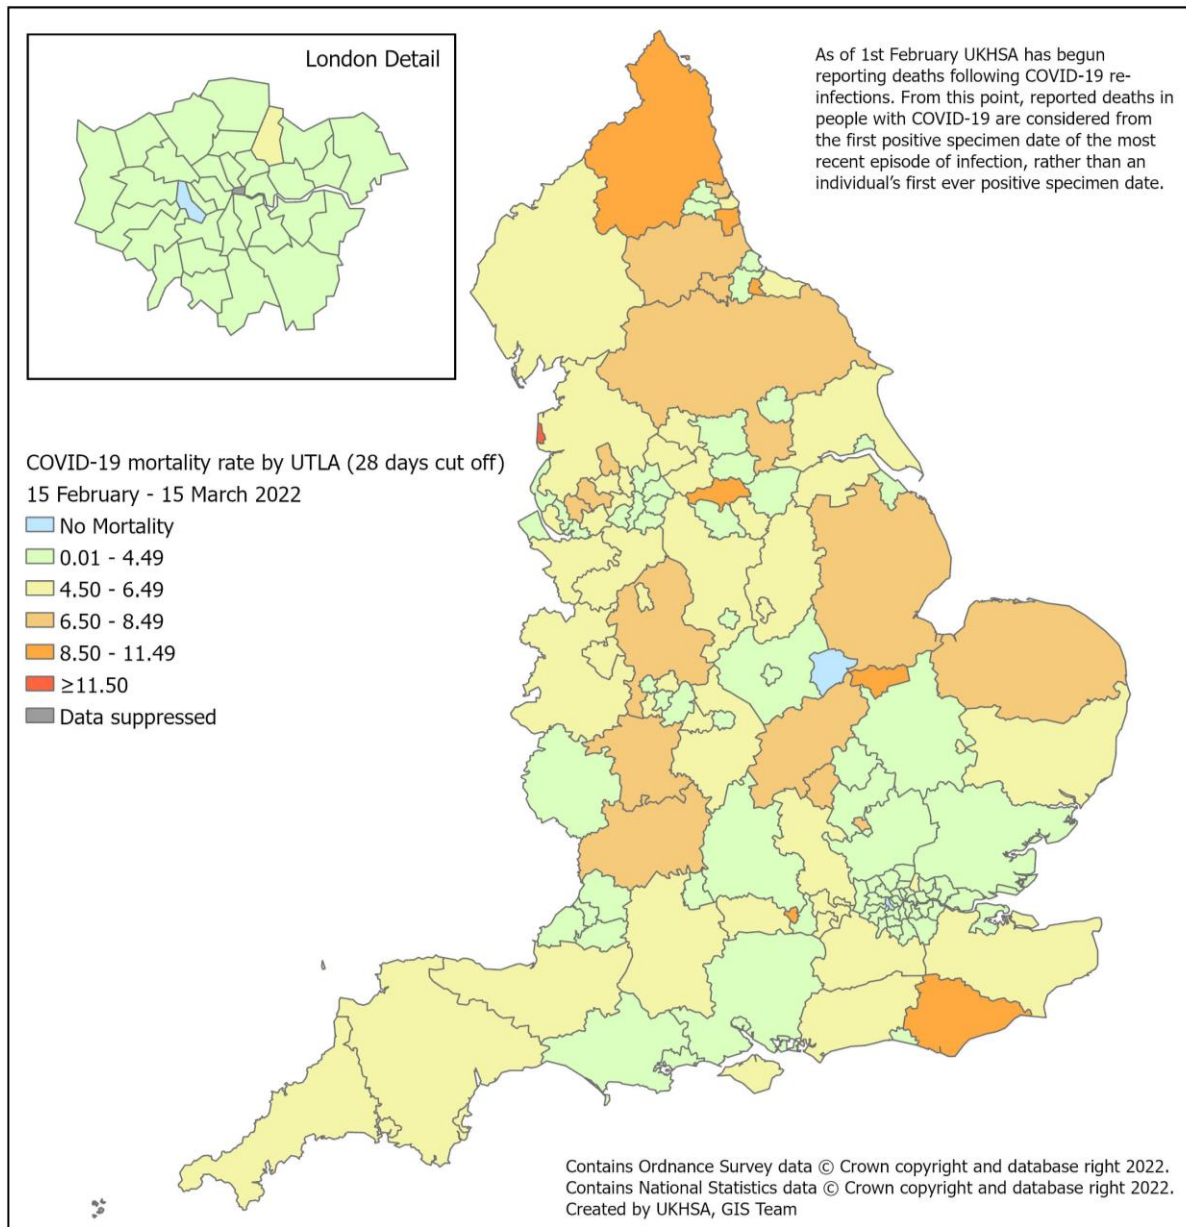 London Detail
As of 1st February UKHSA has begun
reporting deaths following COVID-19 re-
infections. From this point, reported deaths in
people with COVID-19 are considered from
the first positive specimen date of the most
recent episode of infection, rather than an
individual's first ever positive specimen date.
COVID-19 mortality rate by UTLA (28 days cut off)
15 February - 15 March 2022
No Mortality
0.01 - 4.49
4.50 - 6.49
6.50 - 8.49
8.50 - 11.49
≥11.50
Data suppressed
Contains Ordnance Survey data © Crown copyright and database right 2022.
Contains National Statistics data © Crown copyright and database right 2022.
Created by UKHSA, GIS Team